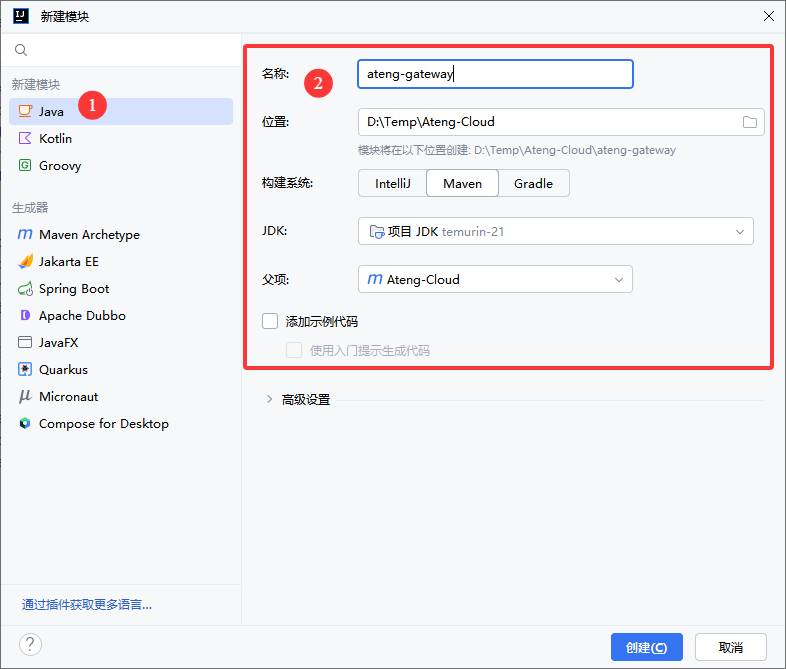 新建模块
新建模块
1
Java
Kotlin
Groovy
生成器
Maven Archetype
Jakarta EE
Spring Boot
Apache Dubbo
JavaFX
Quarkus
Micronaut
Compose for Desktop
通过插件获取更多语言...
?
2
名称:
ateng-gateway
位置:
D:\Temp\Ateng-Cloud
模块将在以下位置创建: D:\Temp\Ateng-Cloud\ateng-gateway
构建系统:
IntelliJ
Maven
Gradle
JDK:
项目 JDK temurin-21
父项:
Ateng-Cloud
添加示例代码
使用入门提示生成代码
高级设置
创建(C)
取消